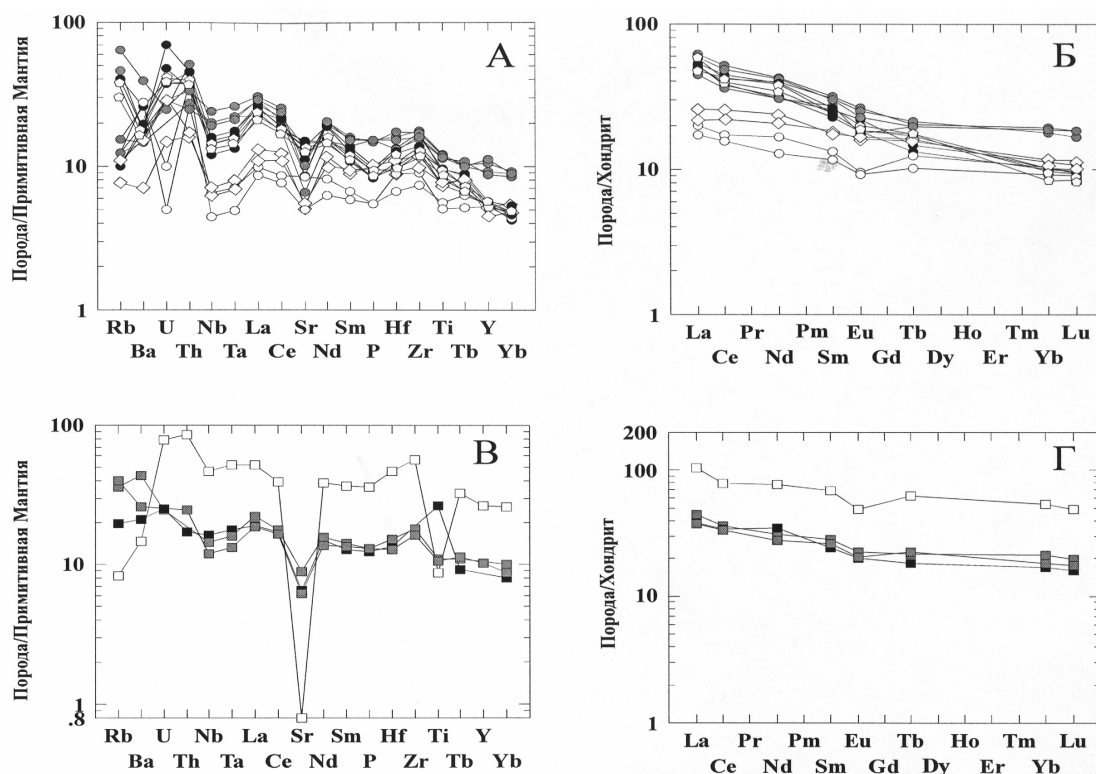 А
Порода/Примитивная Мантия
100
10
1
Rb U Nb La Sr Sm Hf Ti Y
Ba Th Ta Ce Nd P Zr Tb Yb
Б
Порода/Хондрит
100
10
1
La Pr Pm Eu Tb Ho Tm Lu
Ce Nd Sm Gd Dy Er Yb
В
Порода/Примитивная Мантия
100
10
1
.8
Rb U Nb La Sr Sm Hf Ti Y
Ba Th Ta Ce Nd P Zr Tb Yb
Г
Порода/Хондрит
200
100
10
1
La Pr Pm Eu Tb Ho Tm Lu
Ce Nd Sm Gd Dy Er Yb